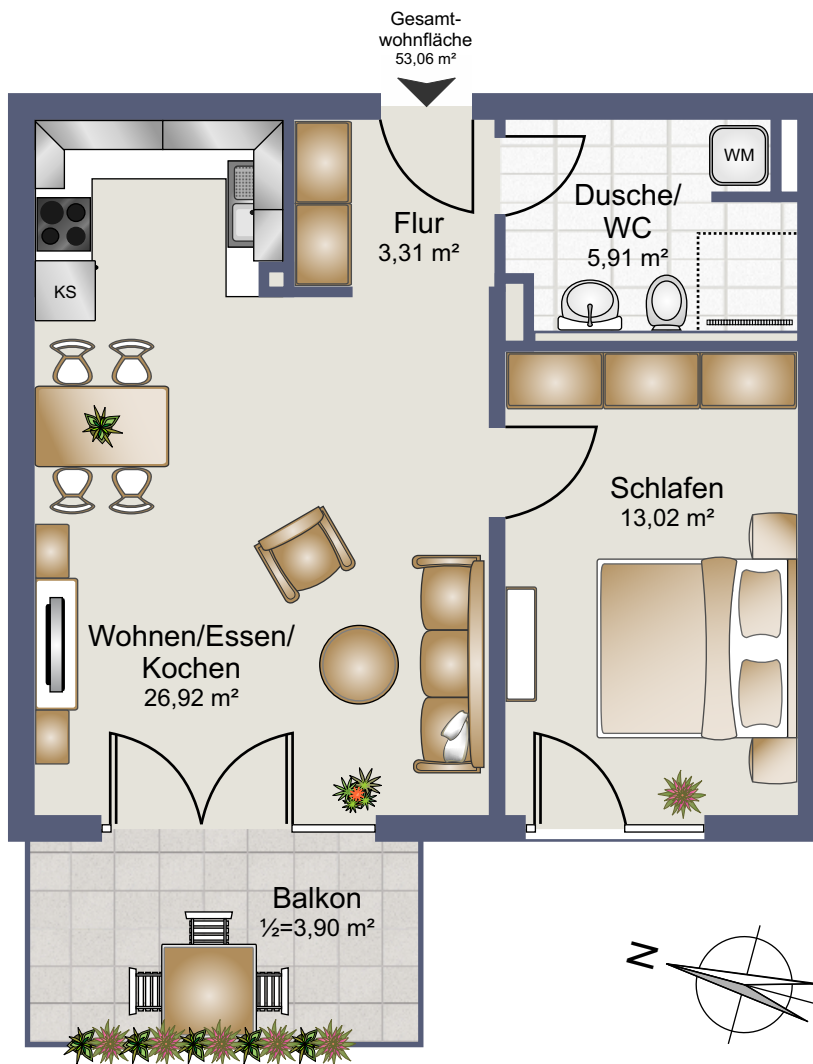 Gesamt-
wohnfläche
53,06 m²
WM
Dusche/
WC
5,91 m²
Flur
3,31 m²
KS
Schlafen
13,02 m²
Wohnen/Essen/
Kochen
26,92 m²
Balkon
½=3,90 m²
N